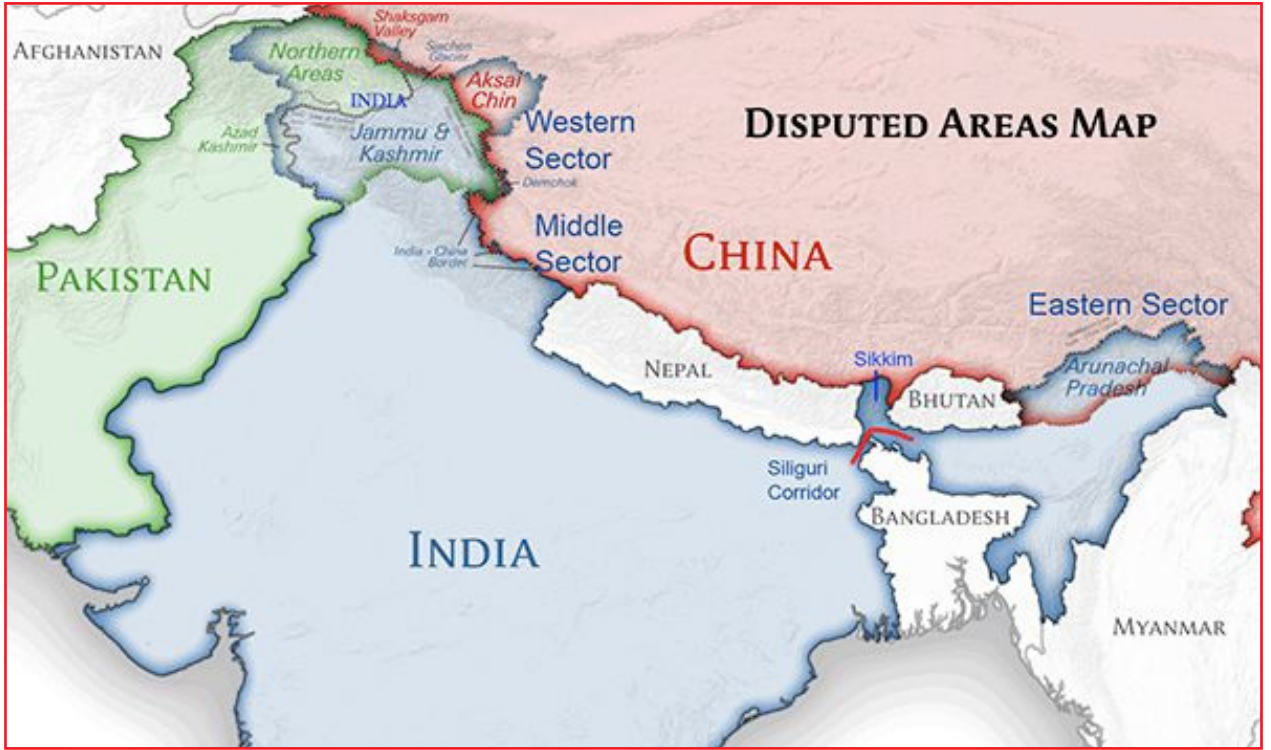 AFGHANISTAN
Shaksgam
Valley
Siachen
Glacier
Northern
Areas
Aksai
Chin
INDIA
Azad
Kashmir
Jammu &
Kashmir
Western
Sector
DISPUTED AREAS MAP
Demchok
Middle
Sector
India - China
Border
CHINA
PAKISTAN
Eastern Sector
Sikkim
NEPAL
BHUTAN
Arunachal
Pradesh
Siliguri
Corridor
BANGLADESH
INDIA
MYANMAR